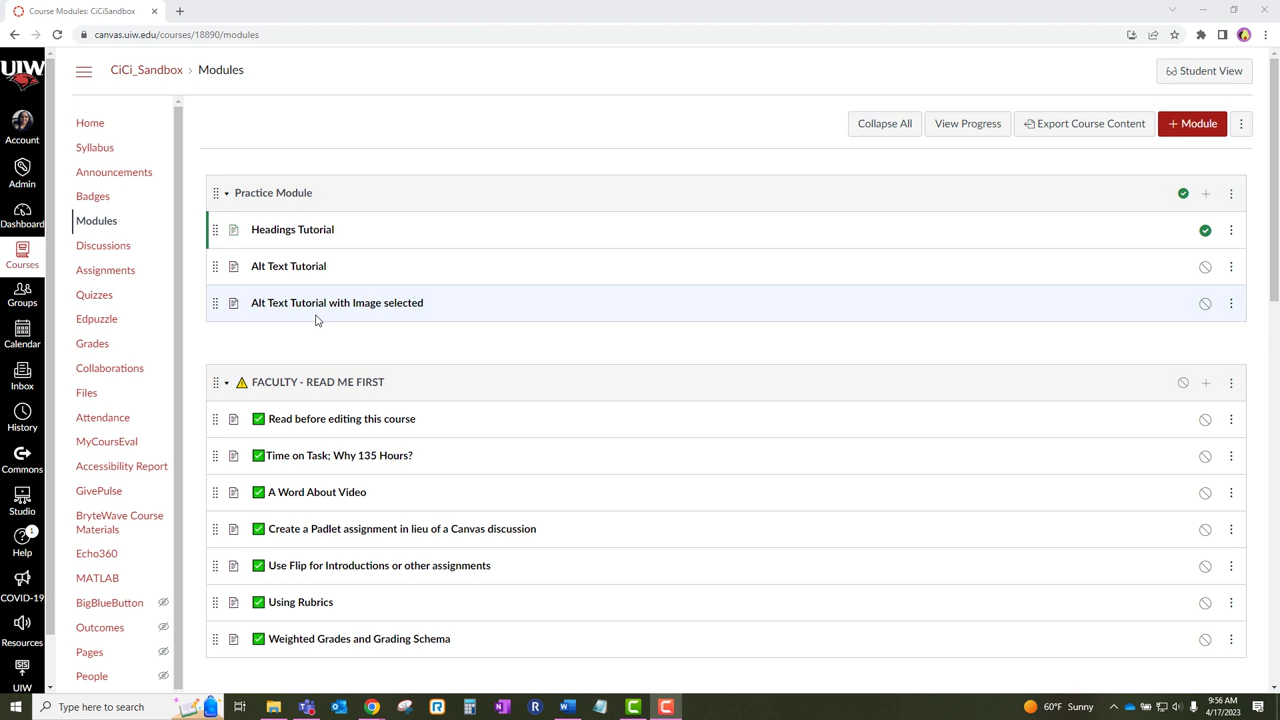 Course Modules: CiCiSandbox
canvas.uiw.edu/courses/18890/modules
UIW
CiCi_Sandbox > Modules
Student View
Collapse All
View Progress
Export Course Content
+ Module
Account
Admin
Dashboard
Courses
Groups
Calendar
Inbox
History
Commons
Studio
1
Help
COVID-19
Resources
SIS
UIW
Home
Syllabus
Announcements
Badges
Modules
Discussions
Assignments
Quizzes
Edpuzzle
Grades
Collaborations
Files
Attendance
MyCoursEval
Accessibility Report
GivePulse
BryteWave Course
Materials
Echo360
MATLAB
BigBlueButton
Outcomes
Pages
People
Practice Module
Headings Tutorial
Alt Text Tutorial
Alt Text Tutorial with Image selected
FACULTY - READ ME FIRST
Read before editing this course
Time on Task; Why 135 Hours?
A Word About Video
Create a Padlet assignment in lieu of a Canvas discussion
Use Flip for Introductions or other assignments
Using Rubrics
Weighted Grades and Grading Schema
Type here to search
60°F Sunny
9:56 AM
4/17/2023